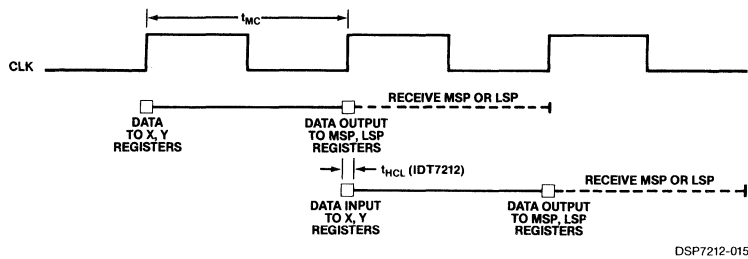 tMC
CLK
RECEIVE MSP OR LSP
DATA
TO X, Y
REGISTERS
DATA OUTPUT
TO MSP, LSP
REGISTERS
tHCL (IDT7212)
RECEIVE MSP OR LSP
DATA INPUT
TO X, Y
REGISTERS
DATA OUTPUT
TO MSP, LSP
REGISTERS
DSP7212-015